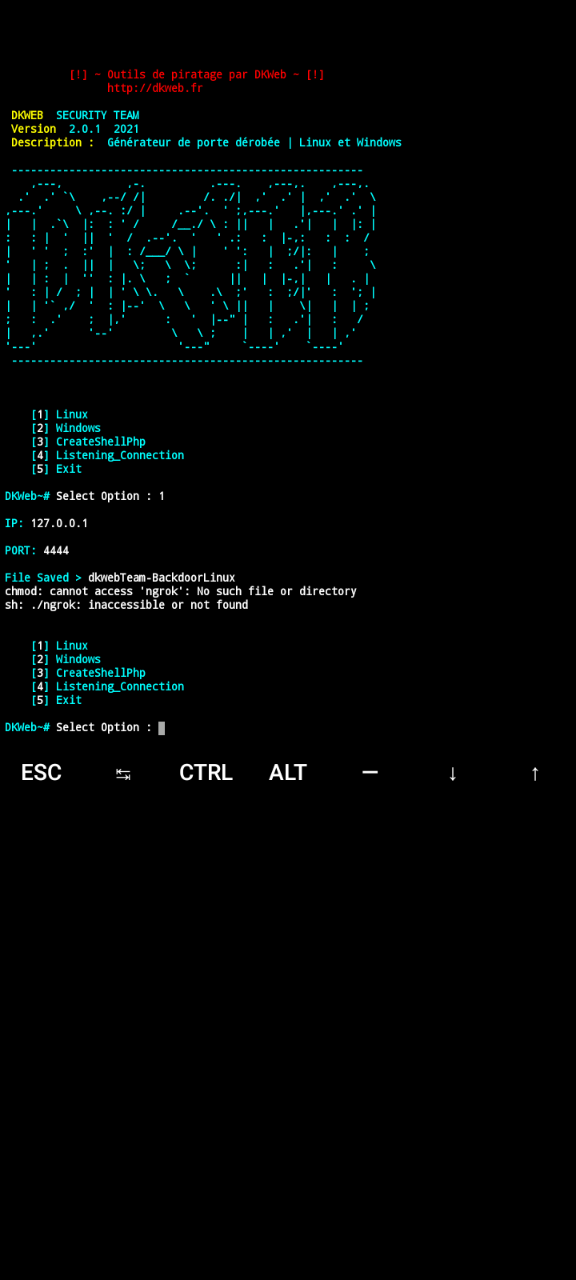 [!] ~ Outils de piratage par DKWeb ~ [!]
http://dkweb.fr
DKWEB SECURITY TEAM
Version 2.0.1 2021
Description : Générateur de porte dérobée | Linux et Windows
[1] Linux
[2] Windows
[3] CreateShellPhp
[4] Listening_Connection
[5] Exit
DKWeb~# Select Option : 1
IP: 127.0.0.1
PORT: 4444
File Saved > dkwebTeam-BackdoorLinux
chmod: cannot access 'ngrok': No such file or directory
sh: ./ngrok: inaccessible or not found
[1] Linux
[2] Windows
[3] CreateShellPhp
[4] Listening_Connection
[5] Exit
DKWeb~# Select Option :
ESC ↹ CTRL ALT — ↓ ↑